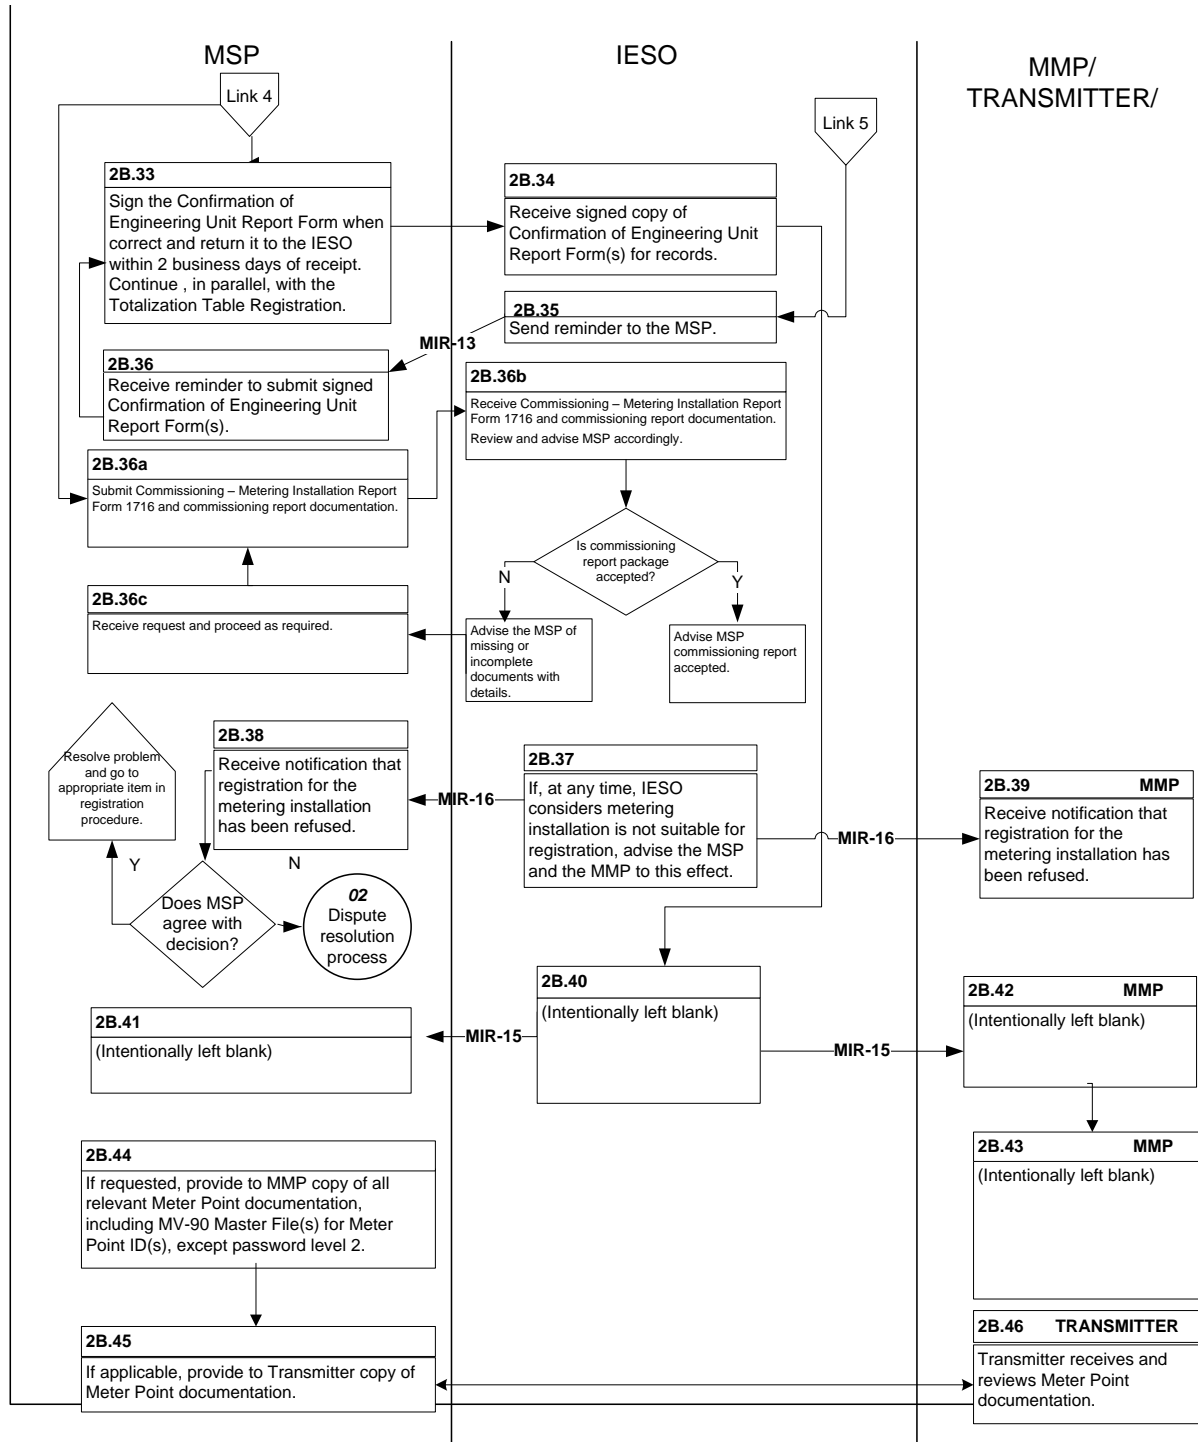 MSP
IESO
MMP/
TRANSMITTER/
Link 4
Link 5
2B.33
Sign the Confirmation of
Engineering Unit Report Form when
correct and return it to the IESO
within 2 business days of receipt.
Continue , in parallel, with the
Totalization Table Registration.
2B.34
Receive signed copy of
Confirmation of Engineering Unit
Report Form(s) for records.
2B.35
Send reminder to the MSP.
MIR-13
2B.36
Receive reminder to submit signed
Confirmation of Engineering Unit
Report Form(s).
2B.36b
Receive Commissioning – Metering Installation Report
Form 1716 and commissioning report documentation.
Review and advise MSP accordingly.
2B.36a
Submit Commissioning – Metering Installation Report
Form 1716 and commissioning report documentation.
Is commissioning
report package
accepted?
N
Y
2B.36c
Receive request and proceed as required.
Advise the MSP of
missing or
incomplete
documents with
details.
Advise MSP
commissioning report
accepted.
Resolve problem
and go to
appropriate item in
registration
procedure.
2B.38
Receive notification that
registration for the
metering installation
has been refused.
MIR-16
2B.37
If, at any time, IESO
considers metering
installation is not suitable for
registration, advise the MSP
and the MMP to this effect.
MIR-16
2B.39 MMP
Receive notification that
registration for the
metering installation has
been refused.
Y
N
Does MSP
agree with
decision?
02
Dispute
resolution
process
2B.40
(Intentionally left blank)
2B.41
(Intentionally left blank)
MIR-15
MIR-15
2B.42 MMP
(Intentionally left blank)
2B.43 MMP
(Intentionally left blank)
2B.44
If requested, provide to MMP copy of all
relevant Meter Point documentation,
including MV-90 Master File(s) for Meter
Point ID(s), except password level 2.
2B.45
If applicable, provide to Transmitter copy of
Meter Point documentation.
2B.46 TRANSMITTER
Transmitter receives and
reviews Meter Point
documentation.